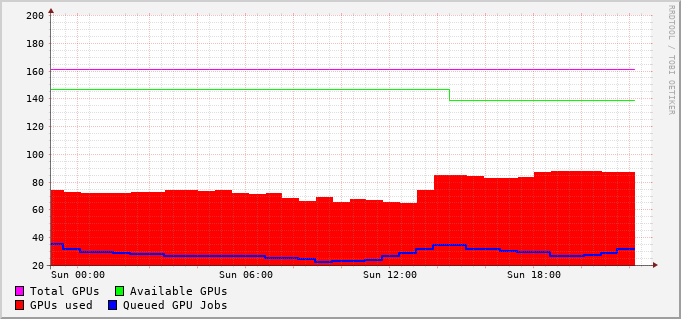 200
180
160
140
120
100
80
60
40
20
Sun 00:00 Sun 06:00 Sun 12:00 Sun 18:00
Total GPUs Available GPUs
GPUs used Queued GPU Jobs
RRDTOOL / TOBI OETIKER